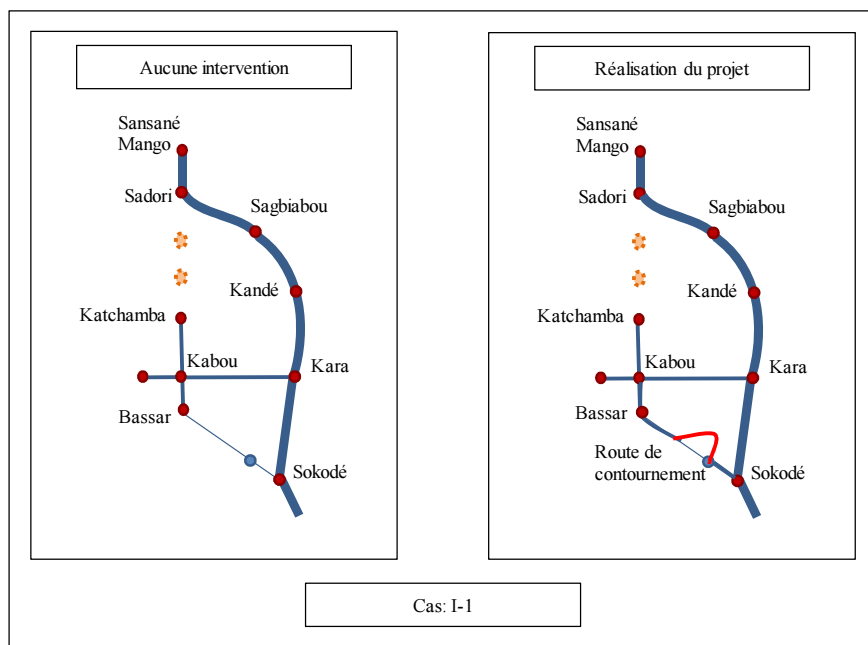 Aucune intervention
Sansané
Mango
Sadori
Sagbiabou
Kandé
Katchamba
Kabou
Kara
Bassar
Sokodé
Réalisation du projet
Sansané
Mango
Sadori
Sagbiabou
Kandé
Katchamba
Kabou
Kara
Bassar
Route de
contournement
Sokodé
Cas: I-1